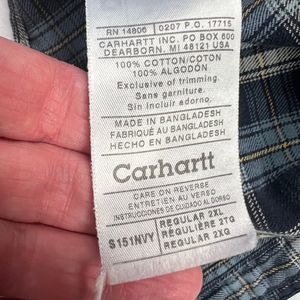 RN 14806 0207 P.O. 17715
CARHARTT INC. PO BOX 600
DEARBORN, MI 48121 USA
100% COTTON/COTON
100% ALGODÓN
Exclusive of trimming.
Sans garniture.
Sin incluir adorno.
MADE IN BANGLADESH
FABRIQUÉ AU BANGLADESH
HECHO EN BANGLADESH
Carhartt
CARE ON REVERSE
ENTRETIEN AU VERSO
INSTRUCCIONES DE CUIDADO AL DORSO
S151NVY
REGULAR 2XL
RÉGULIÈRE 2TG
REGULAR 2XG